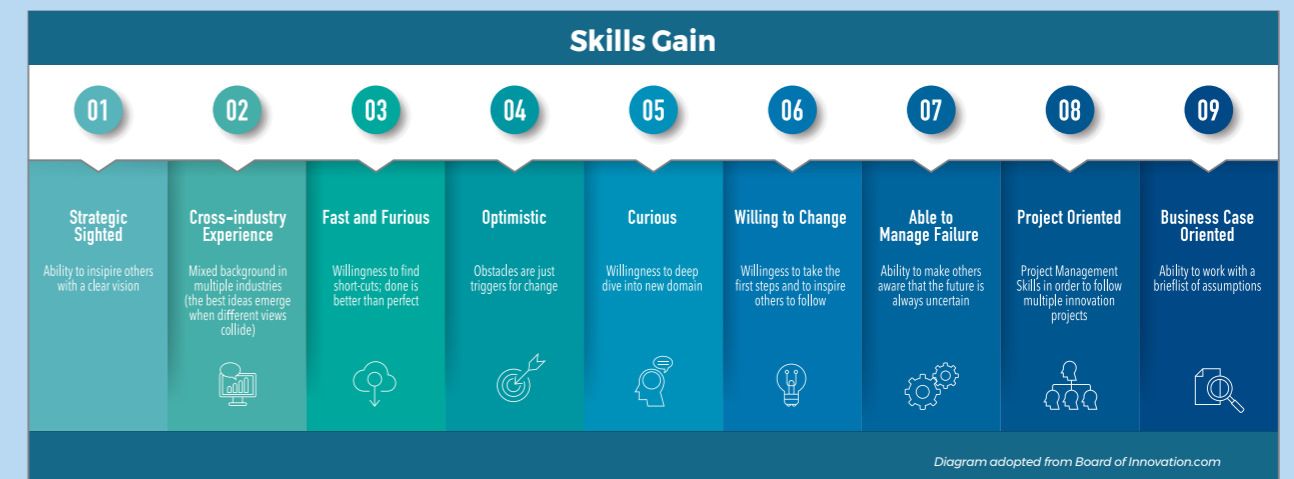 Skills Gain
01
02
03
04
05
06
07
08
09
Strategic
Sighted
Ability to insipire others
with a clear vision
Cross-industry
Experience
Mixed background in
multiple industries
(the best ideas emerge
when different views
collide)
Fast and Furious
Willingness to find
short-cuts; done is
better than perfect
Optimistic
Obstacles are just
triggers for change
Curious
Willingness to deep
dive into new domain
Willing to Change
Willingess to take the
first steps and to inspire
others to follow
Able to
Manage Failure
Ability to make others
aware that the future is
always uncertain
Project Oriented
Project Management
Skills in order to follow
multiple innovation
projects
Business Case
Oriented
Ability to work with a
brieflist of assumptions
Diagram adopted from Board of Innovation.com